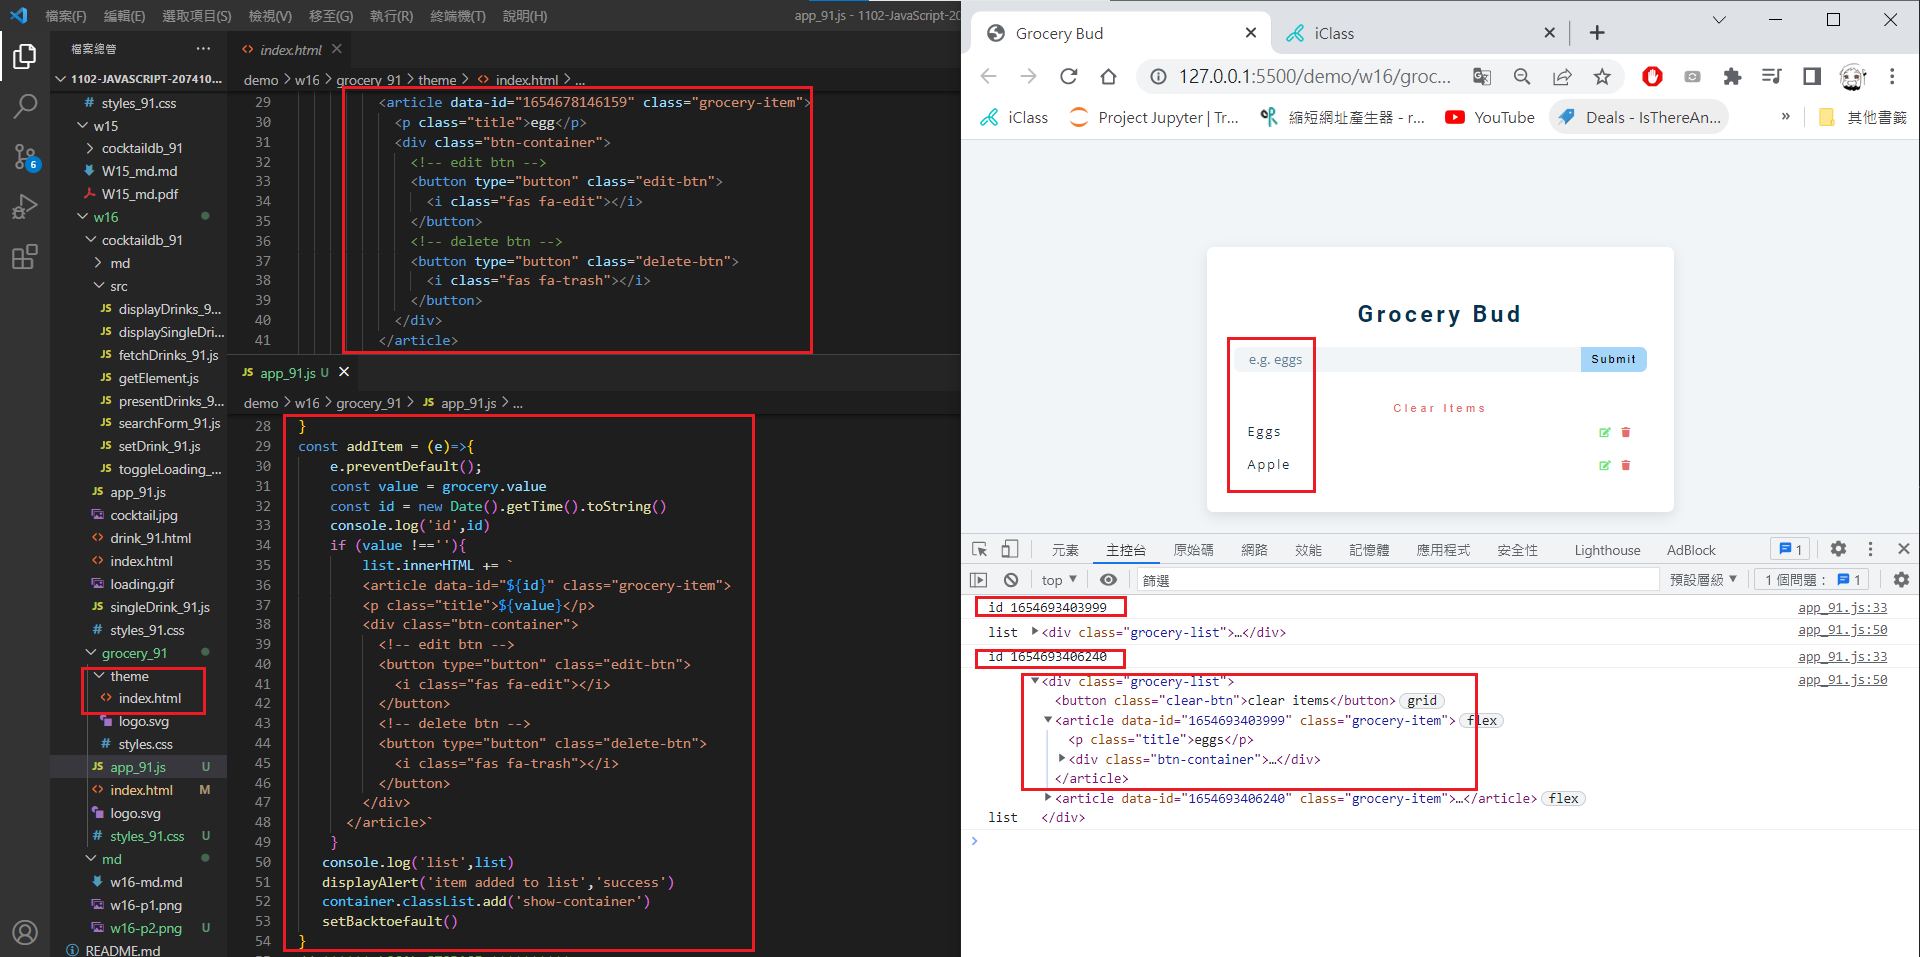 檔案(F) 編輯(E) 選取項目(S) 檢視(V) 移至(G) 執行(R) 終端機(T) 說明(H) app_91.js - 1102-JavaScript-20
檔案總管 ...
1102-JAVASCRIPT-207410...
styles_91.css
w15
cocktaildb_91
W15_md.md
W15_md.pdf
w16
cocktaildb_91
md
src
displayDrinks_9...
displaySingleDri...
fetchDrinks_91.js
getElement.js
presentDrinks_9...
searchForm_91.js
setDrink_91.js
toggleLoading_...
app_91.js
cocktail.jpg
drink_91.html
index.html
loading.gif
singleDrink_91.js
styles_91.css
grocery_91
theme
index.html
logo.svg
styles.css
app_91.js U
index.html M
logo.svg
styles_91.css U
md
w16-md.md
w16-p1.png
w16-p2.png U
README.md
6
index.html
demo > w16 > grocery_91 > theme > index.html > ...
29 <article data-id="1654678146159" class="grocery-item">
30 <p class="title">egg</p>
31 <div class="btn-container">
32 <!-- edit btn -->
33 <button type="button" class="edit-btn">
34 <i class="fas fa-edit"></i>
35 </button>
36 <!-- delete btn -->
37 <button type="button" class="delete-btn">
38 <i class="fas fa-trash"></i>
39 </button>
40 </div>
41 </article>
JS app_91.js U
demo > w16 > grocery_91 > JS app_91.js > ...
28 }
29 const addItem = (e)=>{
30 e.preventDefault();
31 const value = grocery.value
32 const id = new Date().getTime().toString()
33 console.log('id',id)
34 if (value !==''){
35 list.innerHTML += `
36 <article data-id="${id}" class="grocery-item">
37 <p class="title">${value}</p>
38 <div class="btn-container">
39 <!-- edit btn -->
40 <button type="button" class="edit-btn">
41 <i class="fas fa-edit"></i>
42 </button>
43 <!-- delete btn -->
44 <button type="button" class="delete-btn">
45 <i class="fas fa-trash"></i>
46 </button>
47 </div>
48 </article>`
49 }
50 console.log('list',list)
51 displayAlert('item added to list','success')
52 container.classList.add('show-container')
53 setBacktoefault()
54 }
Grocery Bud
iClass
127.0.0.1:5500/demo/w16/groc...
iClass Project Jupyter | Tr... 縮短網址產生器 - r... YouTube Deals - IsThereAn... » 其他書籤
Grocery Bud
e.g. eggs Submit
Clear Items
Eggs
Apple
元素 主控台 原始碼 網路 效能 記憶體 應用程式 安全性 Lighthouse AdBlock 1
top 篩選 預設層級 1 個問題： 1
id 1654693403999 app_91.js:33
list <div class="grocery-list">…</div> app_91.js:50
id 1654693406240 app_91.js:33
<div class="grocery-list"> app_91.js:50
<button class="clear-btn">clear items</button> grid
<article data-id="1654693403999" class="grocery-item"> flex
<p class="title">eggs</p>
<div class="btn-container">…</div>
</article>
<article data-id="1654693406240" class="grocery-item">…</article> flex
list </div>